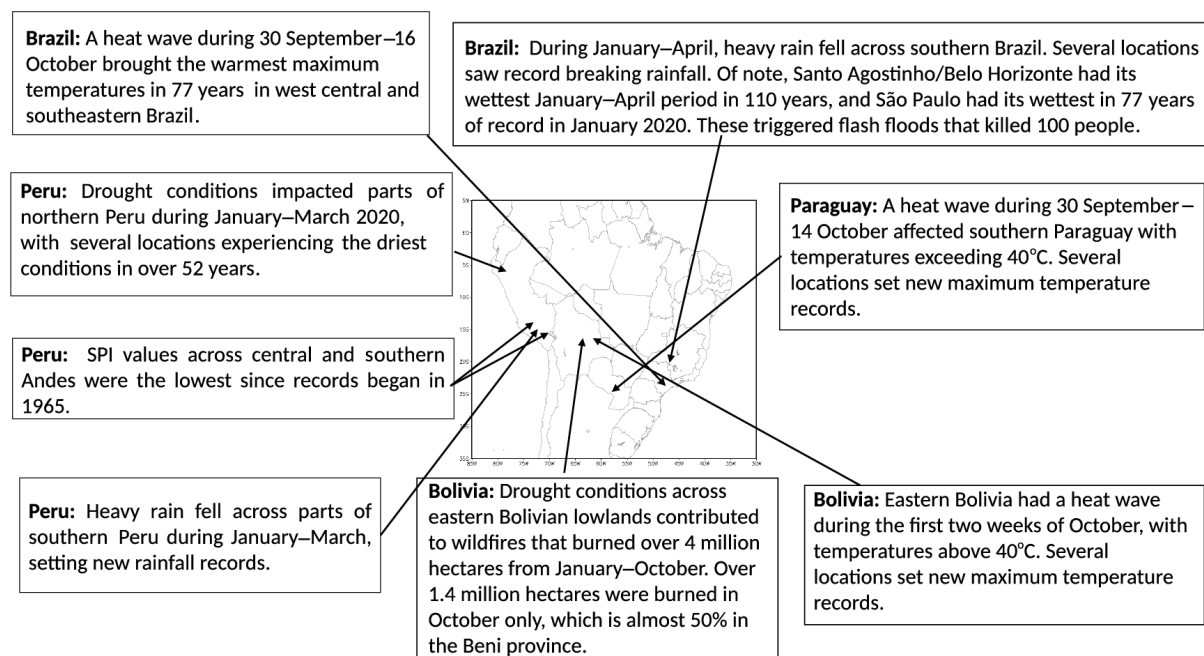 Brazil: A heat wave during 30 September–16
October brought the warmest maximum
temperatures in 77 years in west central and
southeastern Brazil.
Brazil: During January–April, heavy rain fell across southern Brazil. Several locations
saw record breaking rainfall. Of note, Santo Agostinho/Belo Horizonte had its
wettest January–April period in 110 years, and São Paulo had its wettest in 77 years
of record in January 2020. These triggered flash floods that killed 100 people.
Peru: Drought conditions impacted parts of
northern Peru during January–March 2020,
with several locations experiencing the driest
conditions in over 52 years.
Paraguay: A heat wave during 30 September–
14 October affected southern Paraguay with
temperatures exceeding 40°C. Several
locations set new maximum temperature
records.
Peru: SPI values across central and southern
Andes were the lowest since records began in
1965.
Peru: Heavy rain fell across parts of
southern Peru during January–March,
setting new rainfall records.
5N
5S
10S
15S
20S
25S
35S
85W 80W 75W 70W 65W 60W 55W 50W 45W 40W 35W 30W
Bolivia: Drought conditions across
eastern Bolivian lowlands contributed
to wildfires that burned over 4 million
hectares from January–October. Over
1.4 million hectares were burned in
October only, which is almost 50% in
the Beni province.
Bolivia: Eastern Bolivia had a heat wave
during the first two weeks of October, with
temperatures above 40°C. Several
locations set new maximum temperature
records.